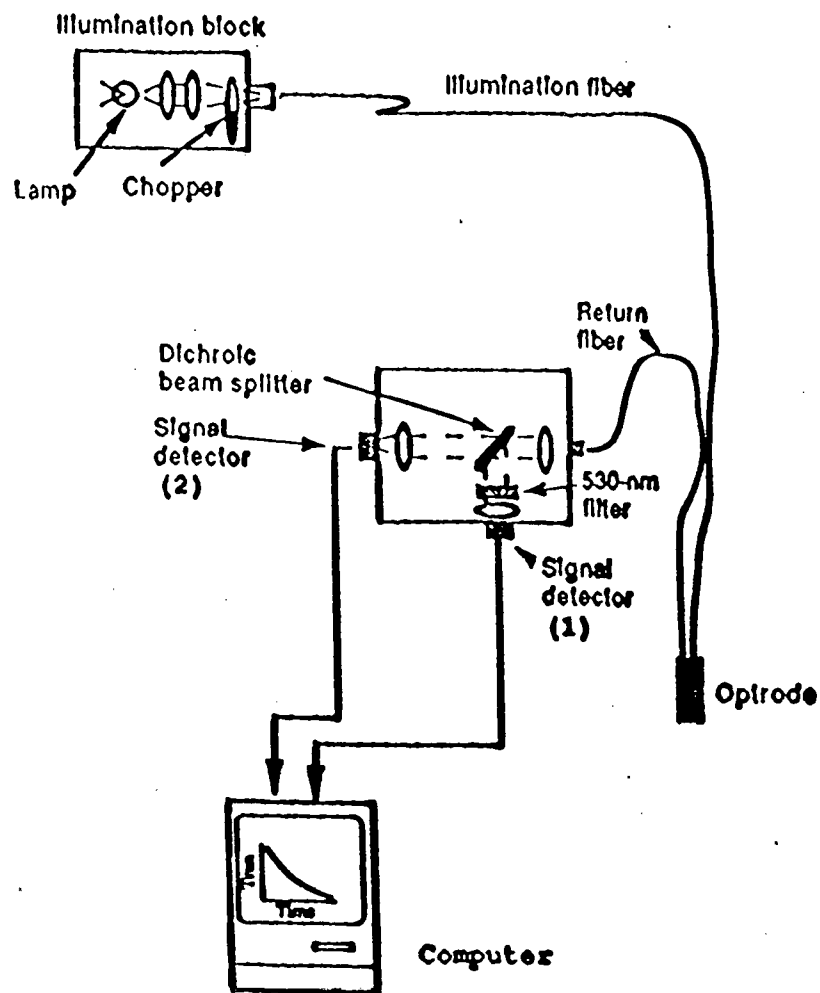 Illumination block
Illumination fiber
Lamp
Chopper
Return
fiber
Dichroic
beam splitter
Signal
detector
(2)
530-nm
filter
Signal
detector
(1)
Optrode
Time
Computer